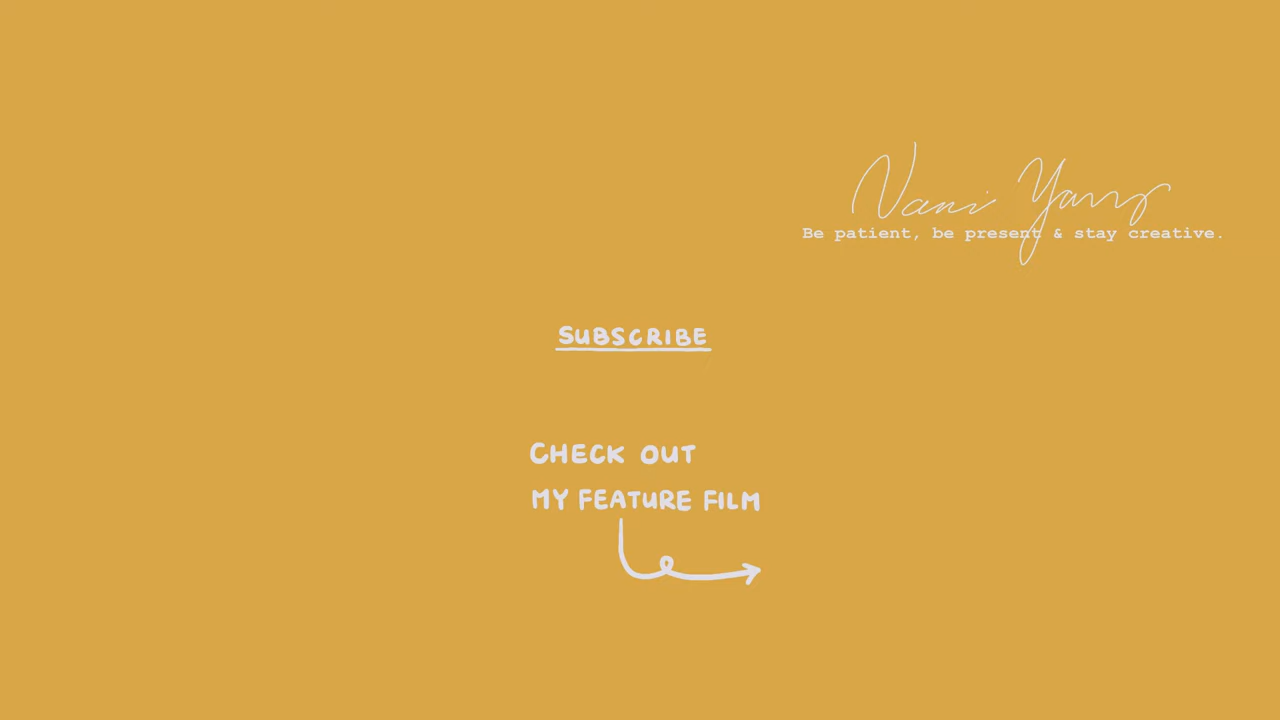 Vani Yang
Be patient, be present & stay creative.
SUBSCRIBE
CHECK OUT
MY FEATURE FILM